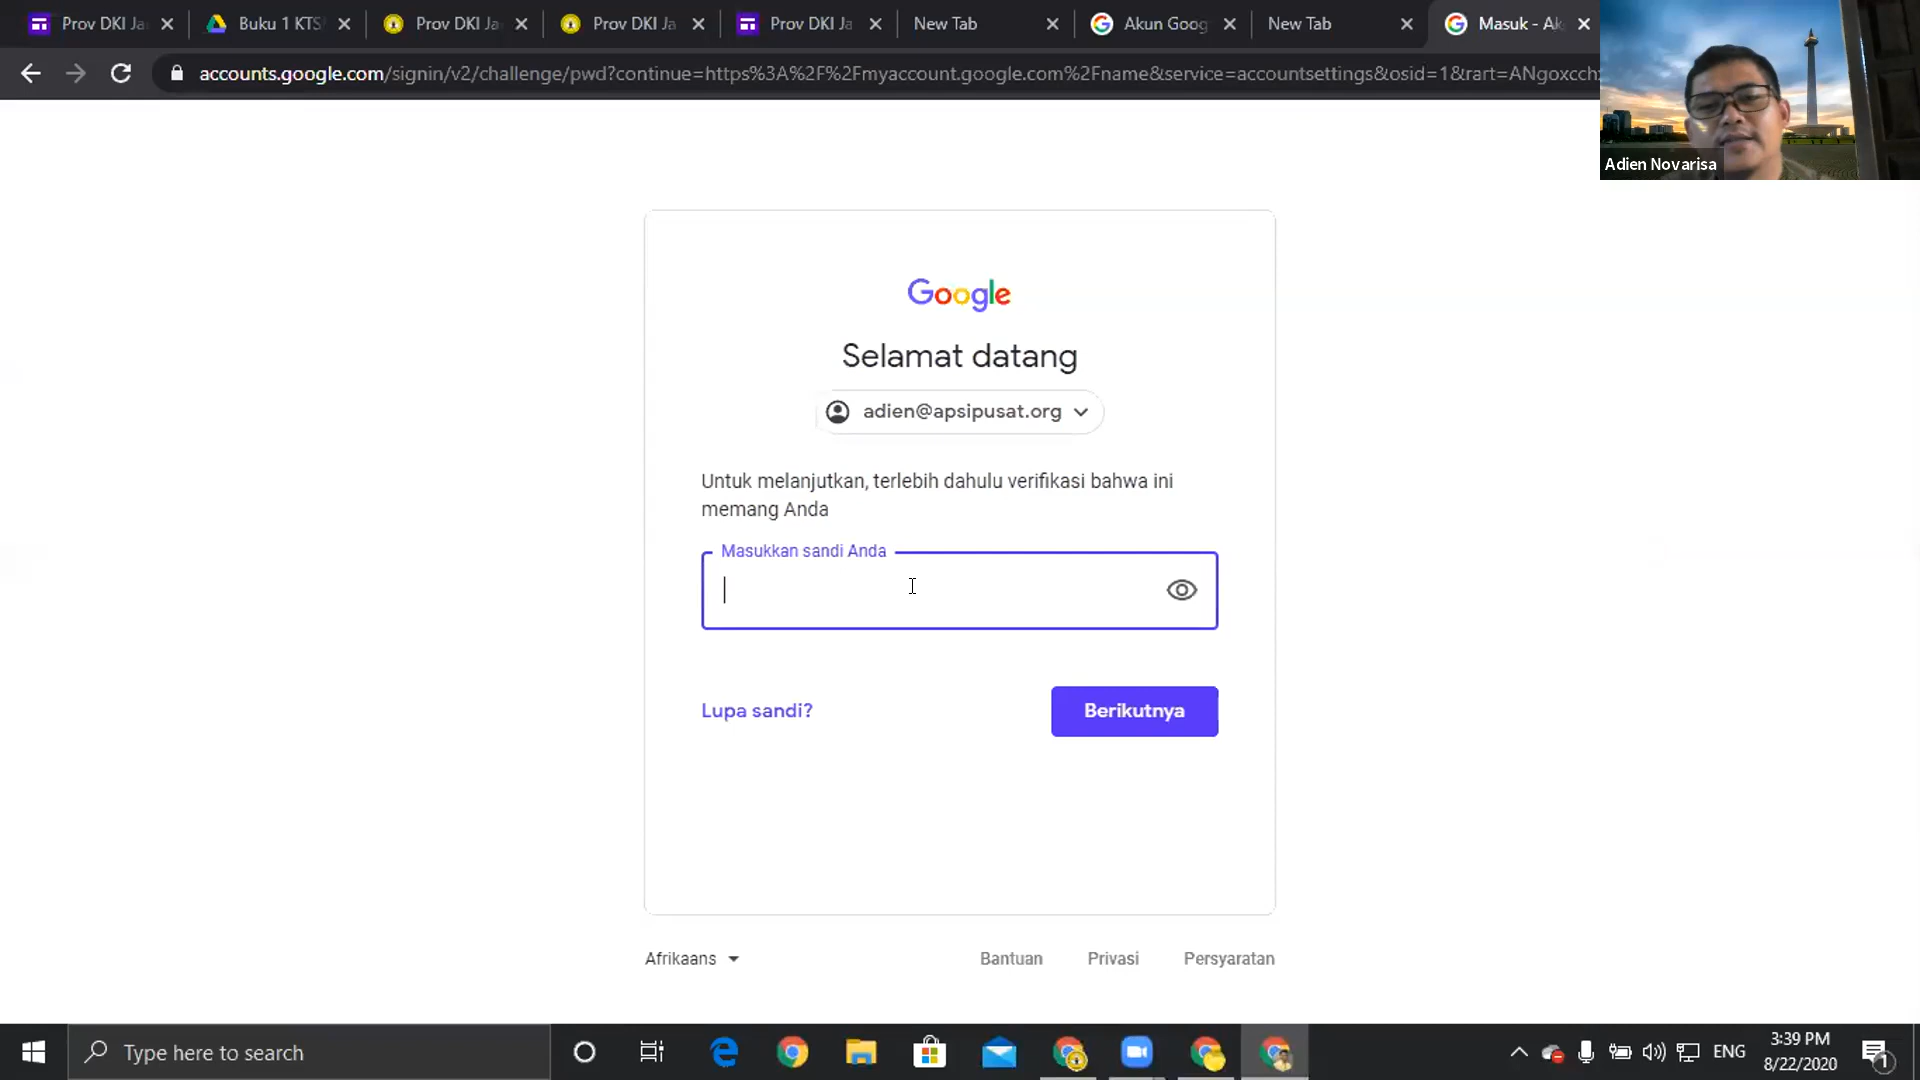 Prov DKI Ja
Buku 1 KTS
Prov DKI Ja
Prov DKI Ja
Prov DKI Ja
New Tab
Akun Goog
New Tab
Masuk - Ak
accounts.google.com/signin/v2/challenge/pwd?continue=https%3A%2F%2Fmyaccount.google.com%2Fname&service=accountsettings&osid=1&rart=ANgoxcch
Adien Novarisa
Google
Selamat datang
adien@apsipusat.org
Untuk melanjutkan, terlebih dahulu verifikasi bahwa ini
memang Anda
Masukkan sandi Anda
Lupa sandi?
Berikutnya
Afrikaans
Bantuan
Privasi
Persyaratan
Type here to search
ENG
3:39 PM
8/22/2020
1